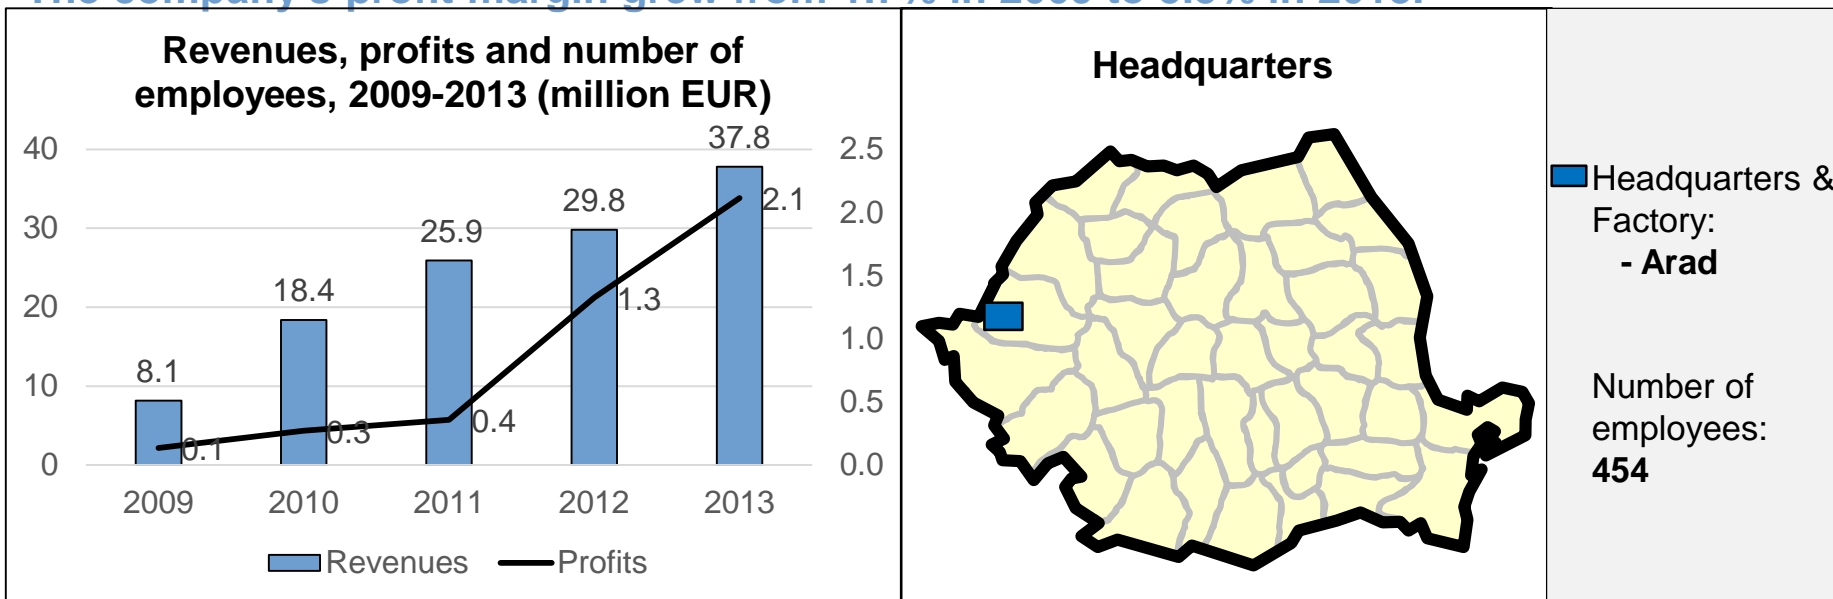 Revenues, profits and number of
employees, 2009-2013 (million EUR)
40
30
20
10
0
2.5
2.0
1.5
1.0
0.5
0.0
8.1
18.4
25.9
29.8
37.8
0.1
0.3
0.4
1.3
2.1
2009
2010
2011
2012
2013
Revenues
Profits
Headquarters
Headquarters &
Factory:
- Arad
Number of
employees:
454